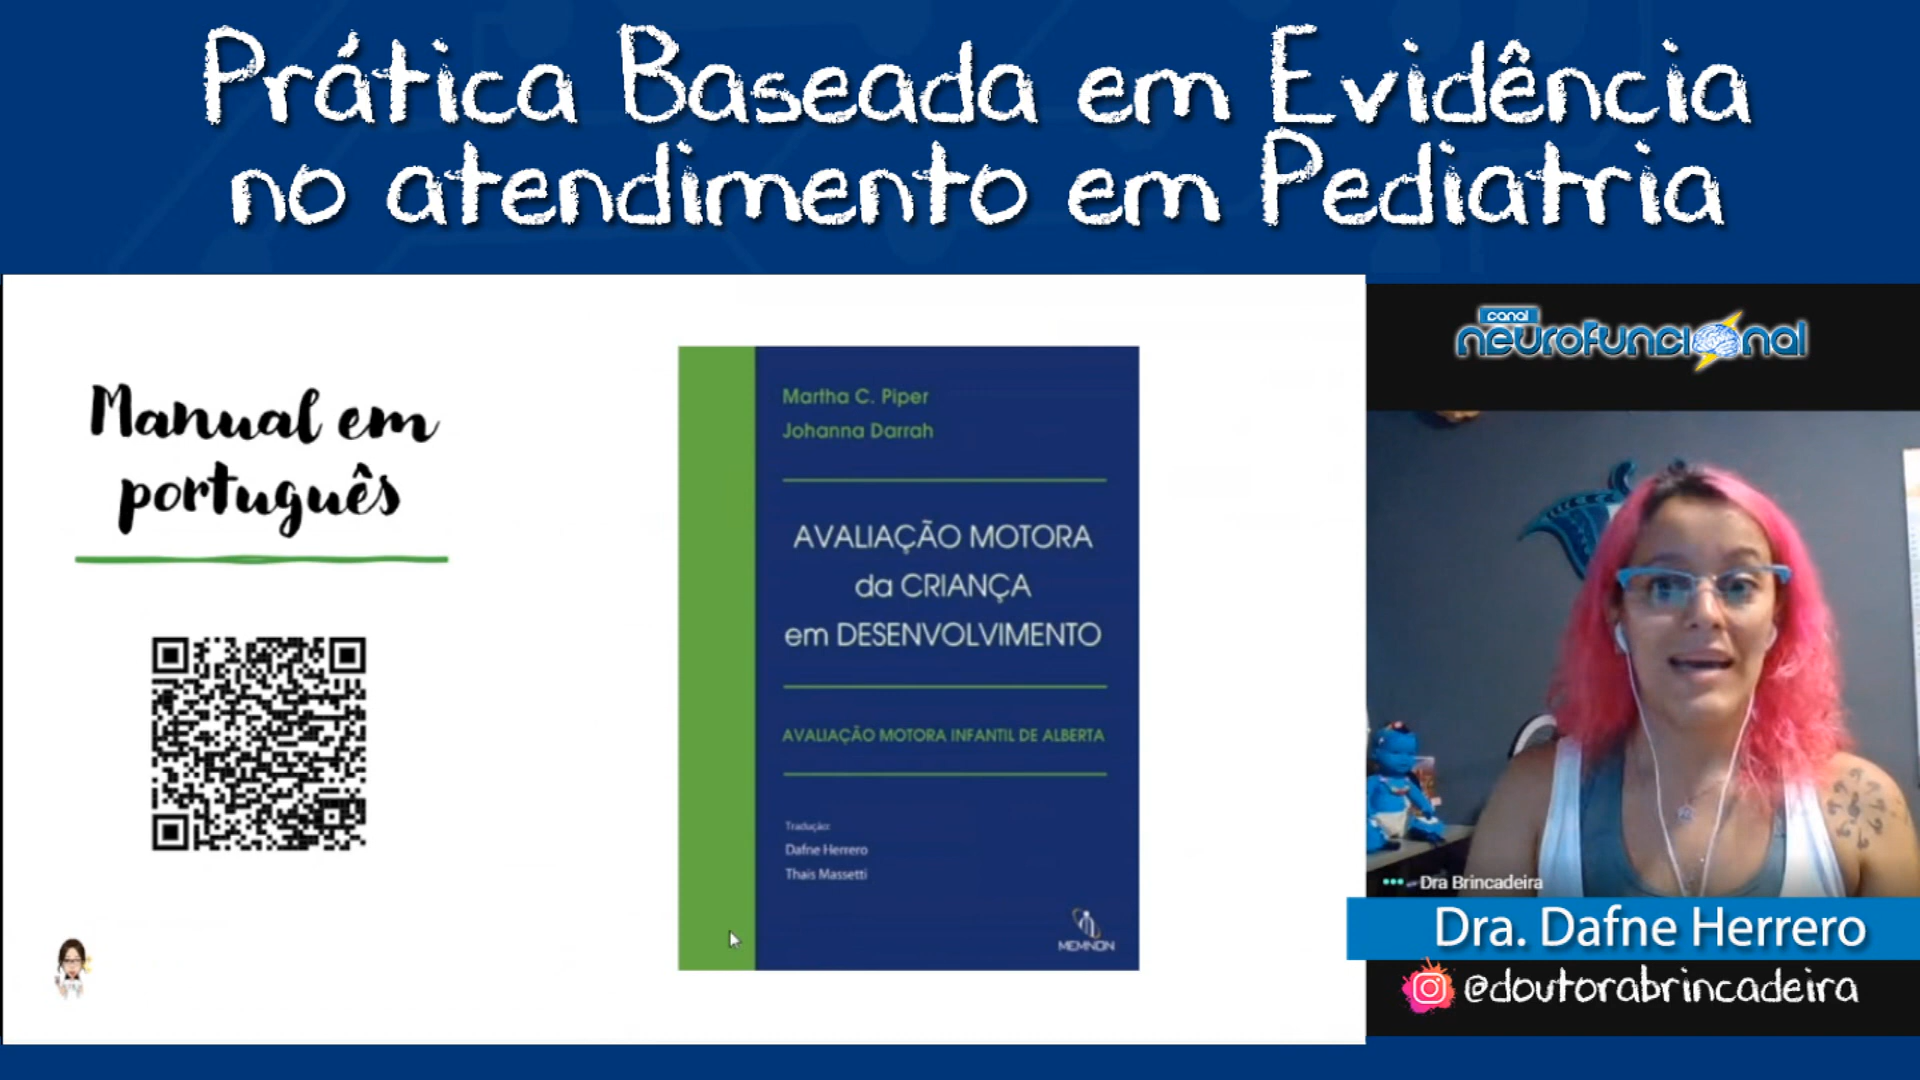 Prática Baseada em Evidência
no atendimento em Pediatria
Manual em
português
Martha C. Piper
Johanna Darrah
AVALIAÇÃO MOTORA
da CRIANÇA
em DESENVOLVIMENTO
AVALIAÇÃO MOTORA INFANTIL DE ALBERTA
Tradução:
Dafne Herrero
Thais Massetti
MEMNON
canal
neurofuncional
Dra Brincadeira
Dra. Dafne Herrero
@doutorabrincadeira